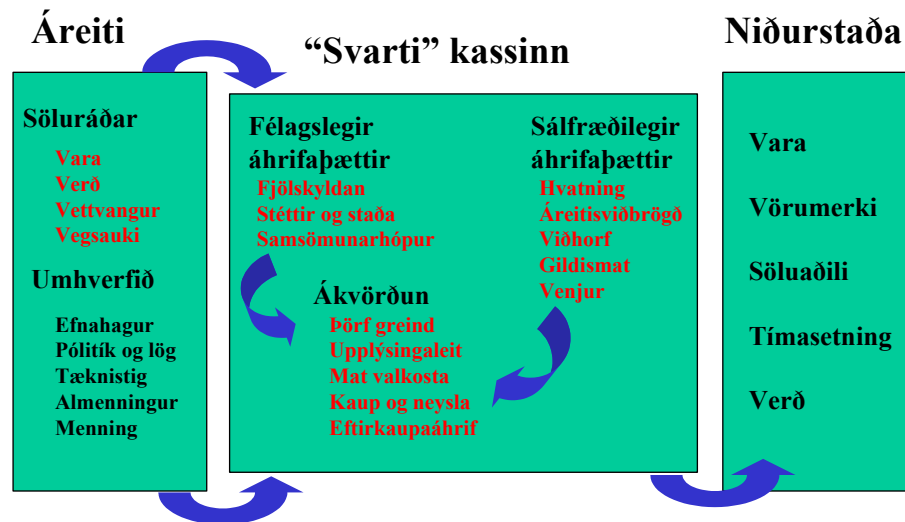 Áreiti
Söluráðar
Vara
Verð
Vettvangur
Vegsauki
Umhverfið
Efnahagur
Pólitík og lög
Tæknistig
Almenningur
Menning
“Svarti” kassinn
Félagslegir
áhrifaþættir
Fjölskyldan
Stéttir og staða
Samsömunarhópur
Sálfræðilegir
áhrifaþættir
Hvatning
Áreitisviðbrögð
Viðhorf
Gildismat
Venjur
Ákvörðun
Þörf greind
Upplýsingaleit
Mat valkosta
Kaup og neysla
Eftirkaupaáhrif
Niðurstaða
Vara
Vörumerki
Söluaðili
Tímasetning
Verð